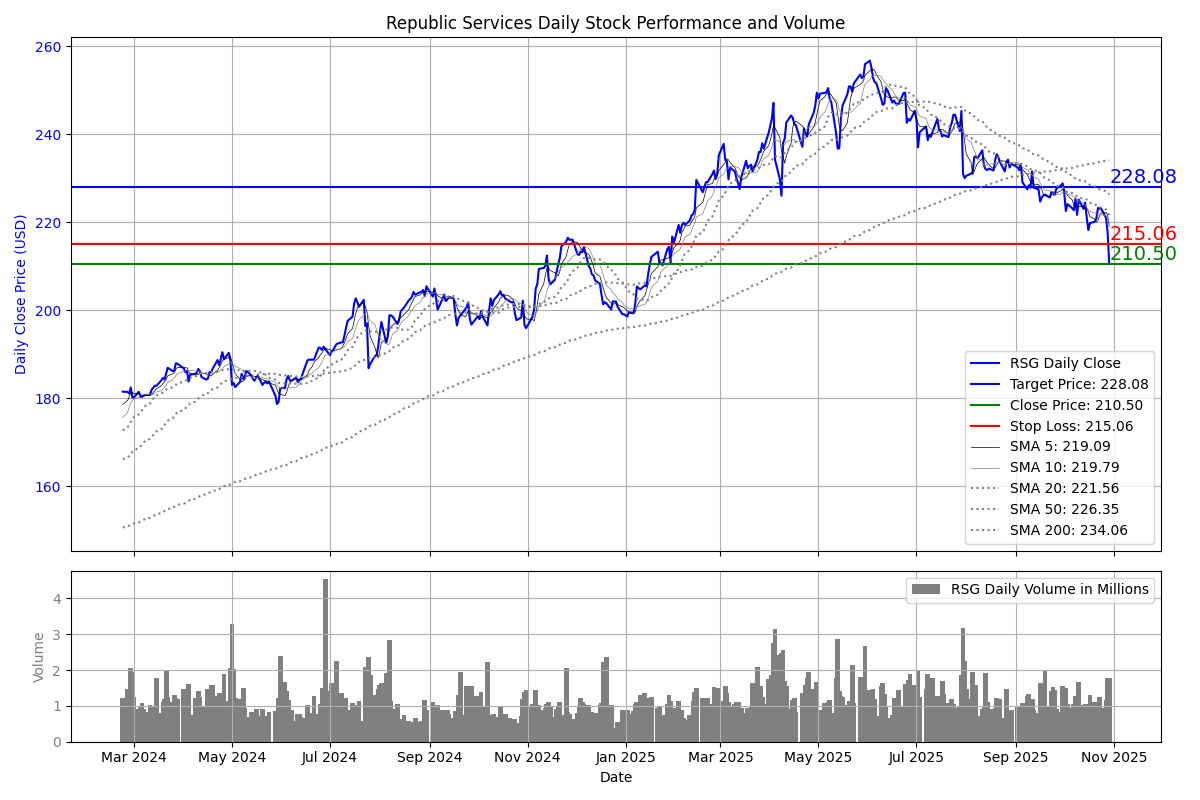 Republic Services Daily Stock Performance and Volume
Daily Close Price (USD)
260
240
220
200
180
160
228.08
215.06
210.50
RSG Daily Close
Target Price: 228.08
Close Price: 210.50
Stop Loss: 215.06
SMA 5: 219.09
SMA 10: 219.79
SMA 20: 221.56
SMA 50: 226.35
SMA 200: 234.06
Volume
4
3
2
1
0
RSG Daily Volume in Millions
Mar 2024 May 2024 Jul 2024 Sep 2024 Nov 2024 Jan 2025 Mar 2025 May 2025 Jul 2025 Sep 2025 Nov 2025
Date